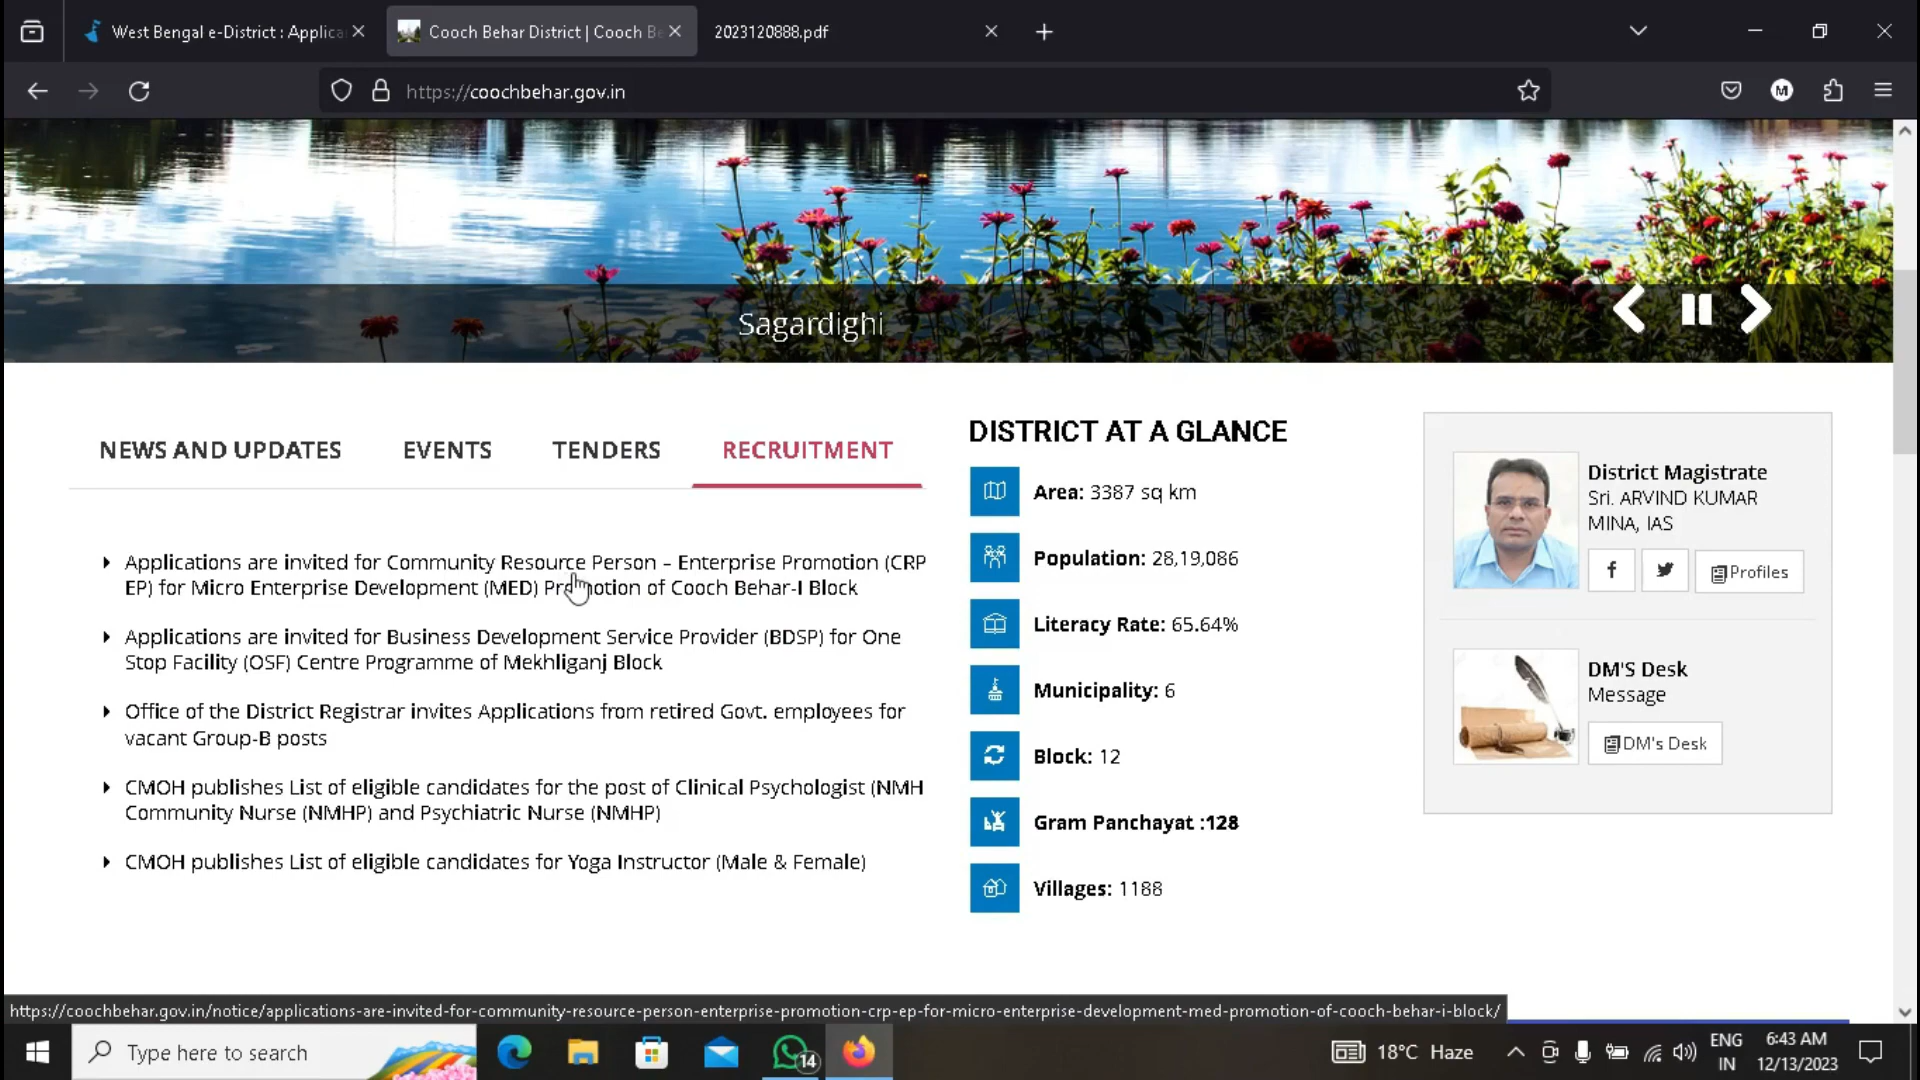 West Bengal e-District : Applica
Cooch Behar District | Cooch Be
2023120888.pdf
https://coochbehar.gov.in
M
Sagardighi
NEWS AND UPDATES
EVENTS
TENDERS
RECRUITMENT
Applications are invited for Community Resource Person – Enterprise Promotion (CRP
EP) for Micro Enterprise Development (MED) Promotion of Cooch Behar-I Block
Applications are invited for Business Development Service Provider (BDSP) for One
Stop Facility (OSF) Centre Programme of Mekhliganj Block
Office of the District Registrar invites Applications from retired Govt. employees for
vacant Group-B posts
CMOH publishes List of eligible candidates for the post of Clinical Psychologist (NMH
Community Nurse (NMHP) and Psychiatric Nurse (NMHP)
CMOH publishes List of eligible candidates for Yoga Instructor (Male & Female)
DISTRICT AT A GLANCE
Area: 3387 sq km
Population: 28,19,086
Literacy Rate: 65.64%
Municipality: 6
Block: 12
Gram Panchayat :128
Villages: 1188
District Magistrate
Sri. ARVIND KUMAR
MINA, IAS
Profiles
DM'S Desk
Message
DM's Desk
https://coochbehar.gov.in/notice/applications-are-invited-for-community-resource-person-enterprise-promotion-crp-ep-for-micro-enterprise-development-med-promotion-of-cooch-behar-i-block/
Type here to search
14
18°C Haze
ENG
IN
6:43 AM
12/13/2023